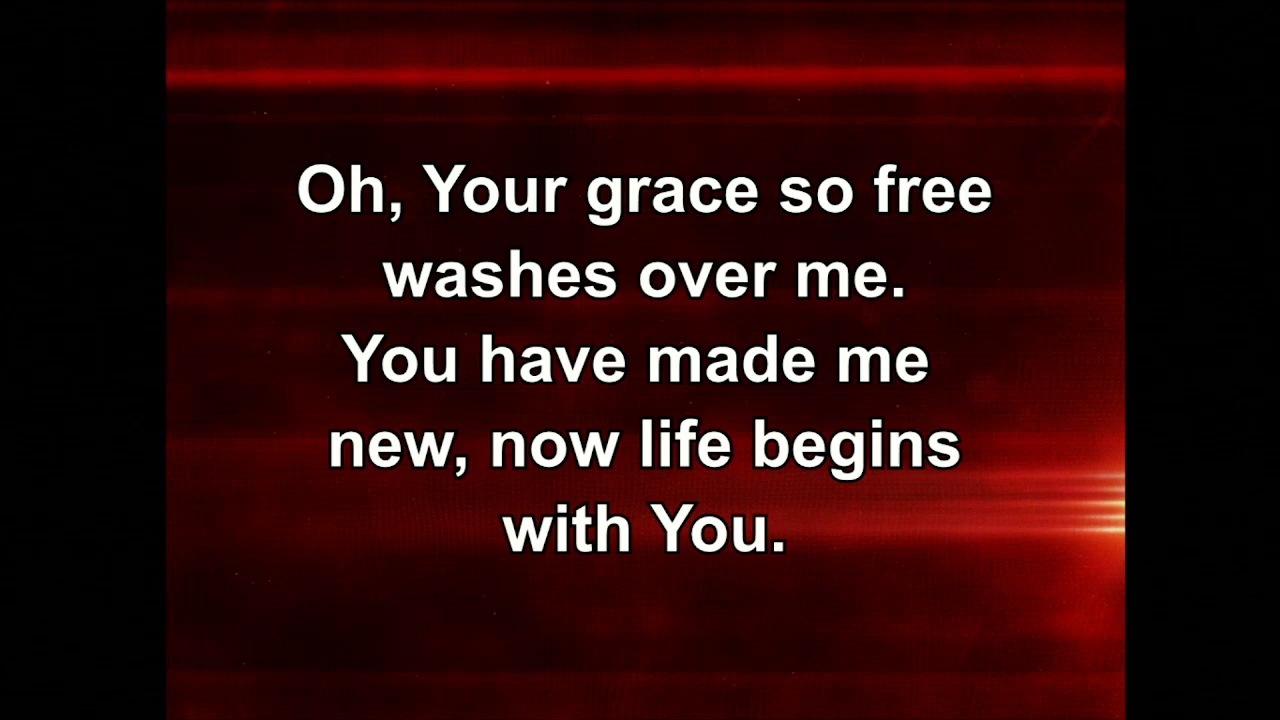 Oh, Your grace so free
washes over me.
You have made me
new, now life begins
with You.